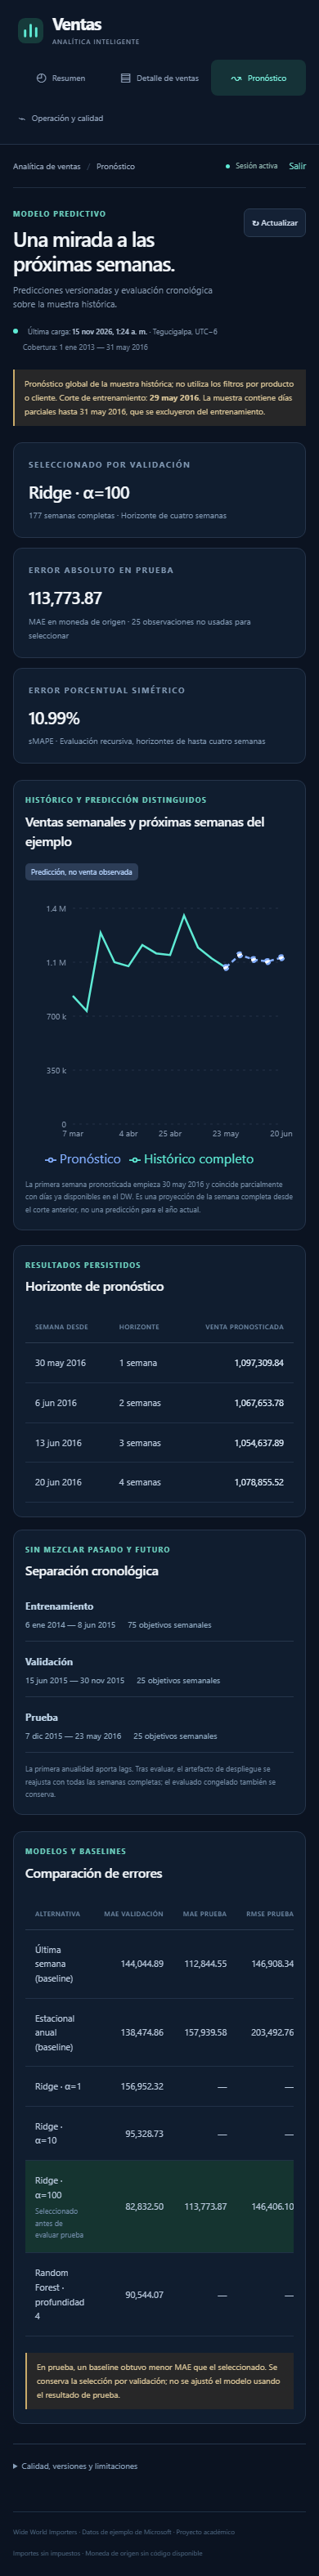 Ventas
ANALÍTICA INTELIGENTE
Resumen
Detalle de ventas
Pronóstico
Operación y calidad
Analítica de ventas / Pronóstico
Sesión activa
Salir
MODELO PREDICTIVO
↻ Actualizar
Una mirada a las
próximas semanas.
Predicciones versionadas y evaluación cronológica
sobre la muestra histórica.
Última carga: 15 nov 2026, 1:24 a. m. · Tegucigalpa, UTC−6
Cobertura: 1 ene 2013 — 31 may 2016
Pronóstico global de la muestra histórica; no utiliza los filtros por producto
o cliente. Corte de entrenamiento: 29 may 2016. La muestra contiene días
parciales hasta 31 may 2016, que se excluyeron del entrenamiento.
SELECCIONADO POR VALIDACIÓN
Ridge · α=100
177 semanas completas · Horizonte de cuatro semanas
ERROR ABSOLUTO EN PRUEBA
113,773.87
MAE en moneda de origen · 25 observaciones no usadas para
seleccionar
ERROR PORCENTUAL SIMÉTRICO
10.99%
sMAPE · Evaluación recursiva, horizontes de hasta cuatro semanas
HISTÓRICO Y PREDICCIÓN DISTINGUIDOS
Ventas semanales y próximas semanas del
ejemplo
Predicción, no venta observada
1.4 M
1.1 M
700 k
350 k
0
7 mar 4 abr 25 abr 23 may 20 jun
Pronóstico Histórico completo
La primera semana pronosticada empieza 30 may 2016 y coincide parcialmente
con días ya disponibles en el DW. Es una proyección de la semana completa desde
el corte anterior, no una predicción para el año actual.
RESULTADOS PERSISTIDOS
Horizonte de pronóstico
SEMANA DESDE HORIZONTE VENTA PRONOSTICADA
30 may 2016 1 semana 1,097,309.84
6 jun 2016 2 semanas 1,067,653.78
13 jun 2016 3 semanas 1,054,637.89
20 jun 2016 4 semanas 1,078,855.52
SIN MEZCLAR PASADO Y FUTURO
Separación cronológica
Entrenamiento
6 ene 2014 — 8 jun 2015 75 objetivos semanales
Validación
15 jun 2015 — 30 nov 2015 25 objetivos semanales
Prueba
7 dic 2015 — 23 may 2016 25 objetivos semanales
La primera anualidad aporta lags. Tras evaluar, el artefacto de despliegue se
reajusta con todas las semanas completas; el evaluado congelado también se
conserva.
MODELOS Y BASELINES
Comparación de errores
ALTERNATIVA MAE VALIDACIÓN MAE PRUEBA RMSE PRUEBA
Última
semana
(baseline)
144,044.89 112,844.55 146,908.34
Estacional
anual
(baseline)
138,474.86 157,939.58 203,492.76
Ridge · α=1 156,952.32 — —
Ridge ·
α=10
95,328.73 — —
Ridge ·
α=100
Seleccionado
antes de
evaluar prueba
82,832.50 113,773.87 146,406.10
Random
Forest ·
profundidad
4
90,544.07 — —
En prueba, un baseline obtuvo menor MAE que el seleccionado. Se
conserva la selección por validación; no se ajustó el modelo usando
el resultado de prueba.
Calidad, versiones y limitaciones
Wide World Importers · Datos de ejemplo de Microsoft · Proyecto académico
Importes sin impuestos · Moneda de origen sin código disponible